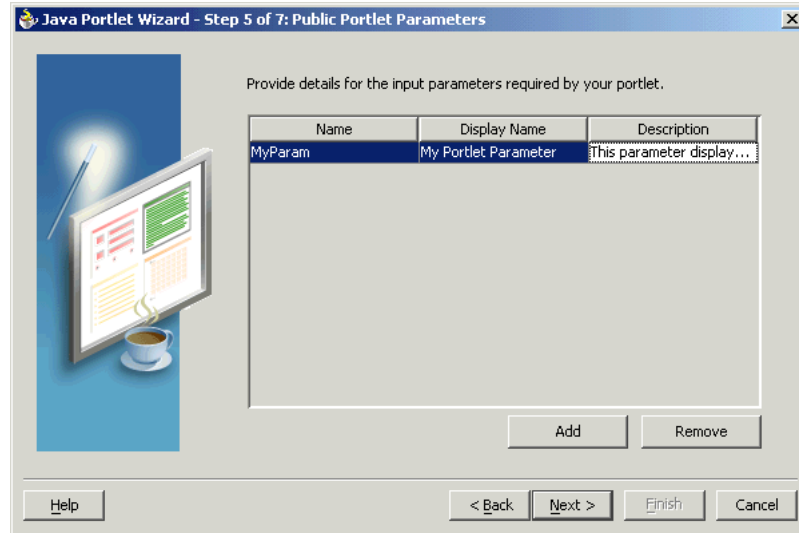 Java Portlet Wizard - Step 5 of 7: Public Portlet Parameters
Provide details for the input parameters required by your portlet.
Name Display Name Description
MyParam My Portlet Parameter This parameter display...
Add Remove
Help < Back Next > Finish Cancel